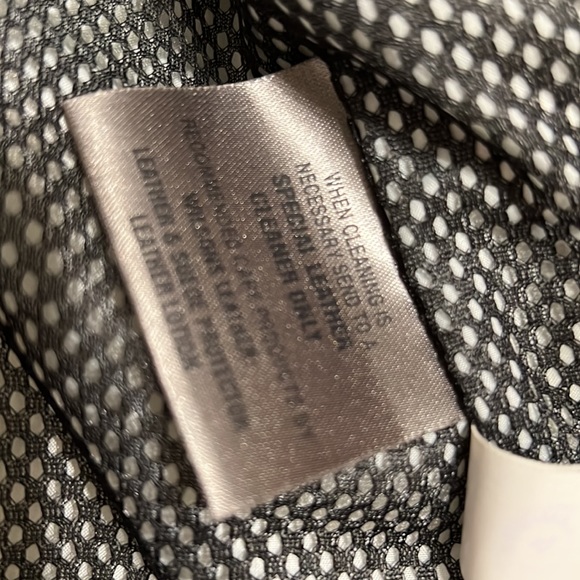 WHEN CLEANING IS
NECESSARY SEND TO A
SPECIAL LEATHER
CLEANER ONLY
RECOMMENDED CARE PRODUCTS BY
WILSONS LEATHER
LEATHER & SUEDE PROTECTOR
LEATHER LOTION